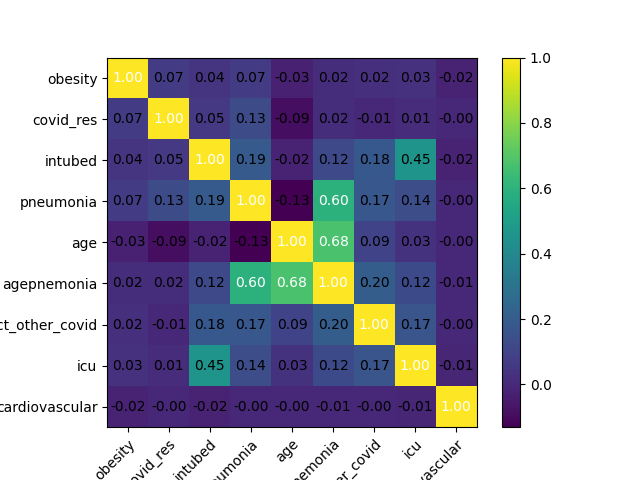 obesity 1.00 0.07 0.04 0.07 -0.03 0.02 0.02 0.03 -0.02
covid_res 0.07 1.00 0.05 0.13 -0.09 0.02 -0.01 0.01 -0.00
intubed 0.04 0.05 1.00 0.19 -0.02 0.12 0.18 0.45 -0.02
pneumonia 0.07 0.13 0.19 1.00 -0.13 0.60 0.17 0.14 -0.00
age -0.03 -0.09 -0.02 -0.13 1.00 0.68 0.09 0.03 -0.00
agepnemonia 0.02 0.02 0.12 0.60 0.68 1.00 0.20 0.12 -0.01
ct_other_covid 0.02 -0.01 0.18 0.17 0.09 0.20 1.00 0.17 -0.00
icu 0.03 0.01 0.45 0.14 0.03 0.12 0.17 1.00 -0.01
cardiovascular -0.02 -0.00 -0.02 -0.00 -0.00 -0.01 -0.00 -0.01 1.00
obesity ovid_res intubed umonia age nemonia er_covid icu vascular
1.0
0.8
0.6
0.4
0.2
0.0